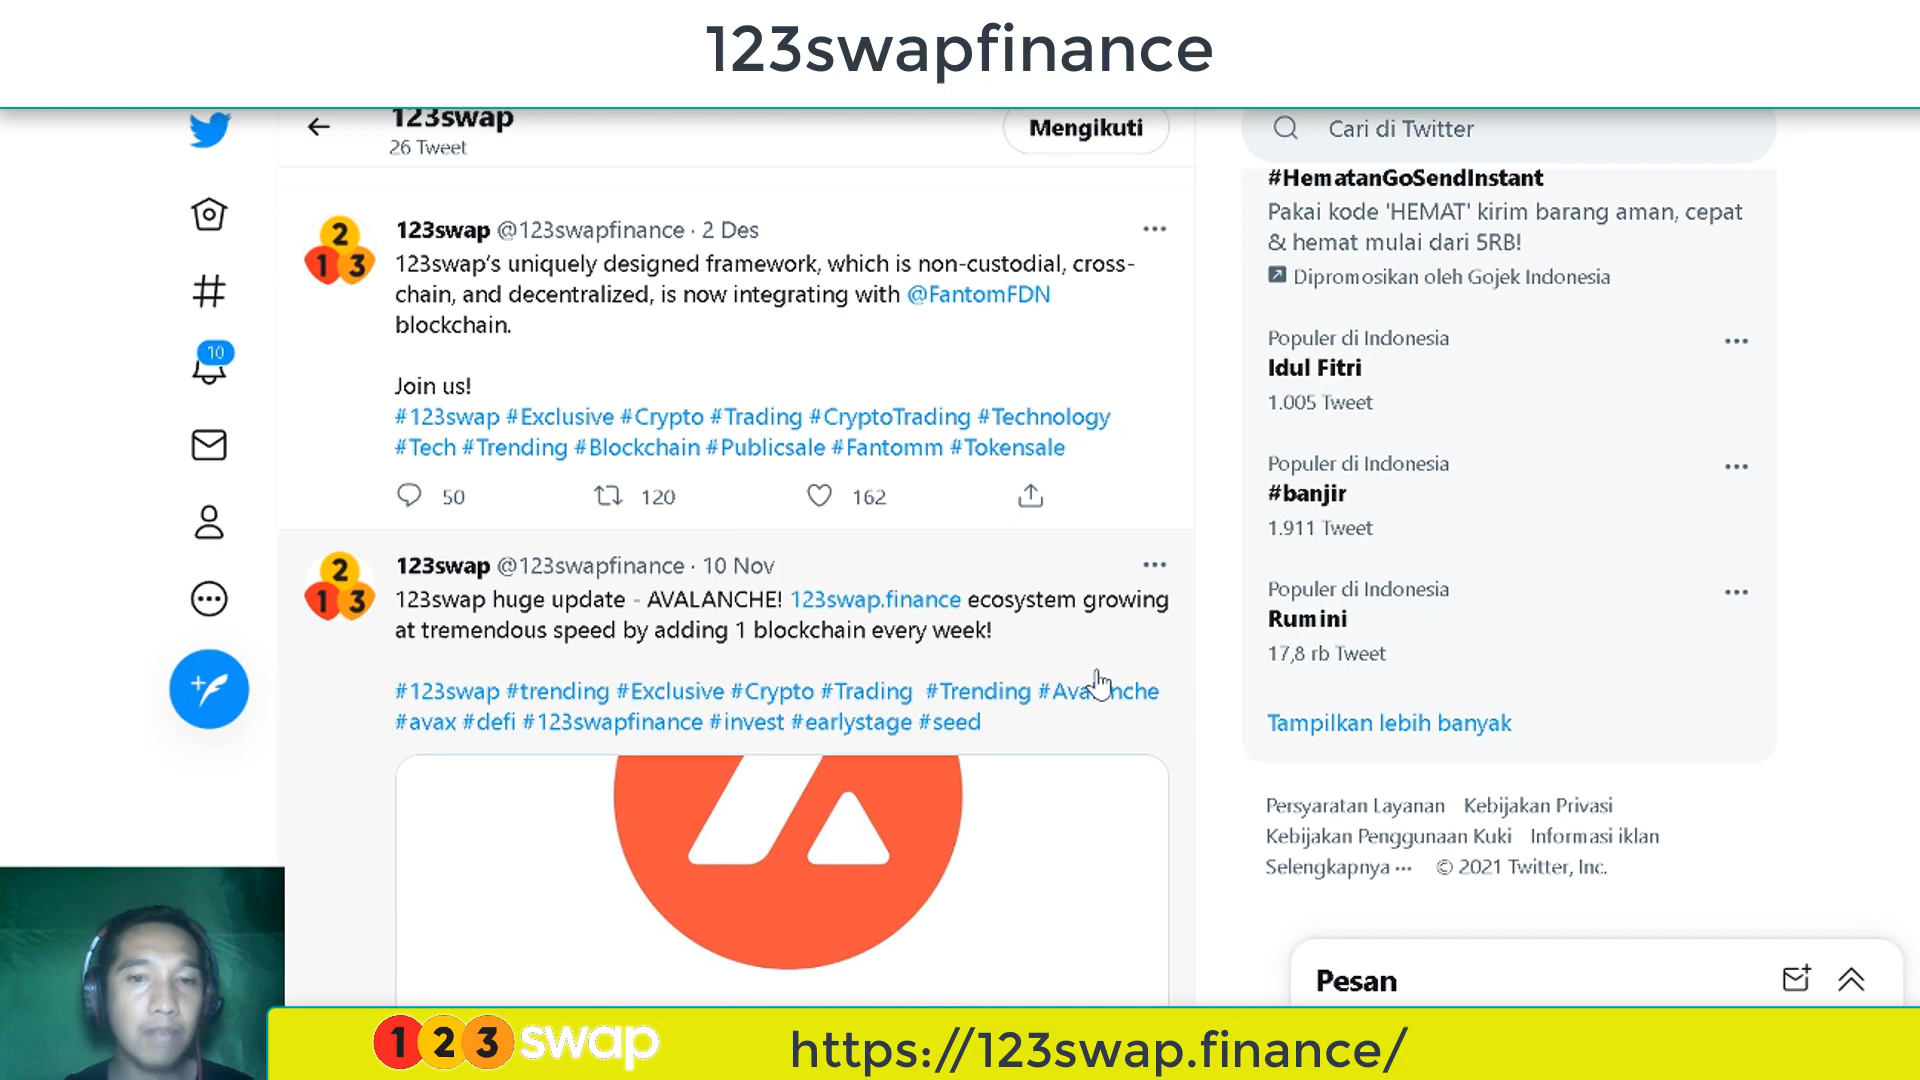 123swapfinance
123swap
26 Tweet
Mengikuti
Cari di Twitter
123swap @123swapfinance · 2 Des
123swap's uniquely designed framework, which is non-custodial, cross-
chain, and decentralized, is now integrating with @FantomFDN
blockchain.
Join us!
#123swap #Exclusive #Crypto #Trading #CryptoTrading #Technology
#Tech #Trending #Blockchain #Publicsale #Fantomm #Tokensale
50 120 162
10
123swap @123swapfinance · 10 Nov
123swap huge update - AVALANCHE! 123swap.finance ecosystem growing
at tremendous speed by adding 1 blockchain every week!
#123swap #trending #Exclusive #Crypto #Trading #Trending #Avalanche
#avax #defi #123swapfinance #invest #earlystage #seed
#HematanGoSendInstant
Pakai kode 'HEMAT' kirim barang aman, cepat
& hemat mulai dari 5RB!
Dipromosikan oleh Gojek Indonesia
Populer di Indonesia
Idul Fitri
1.005 Tweet
Populer di Indonesia
#banjir
1.911 Tweet
Populer di Indonesia
Rumini
17,8 rb Tweet
Tampilkan lebih banyak
Persyaratan Layanan Kebijakan Privasi
Kebijakan Penggunaan Kuki Informasi iklan
Selengkapnya ··· © 2021 Twitter, Inc.
Pesan
123 swap
https://123swap.finance/
2
13
2
13